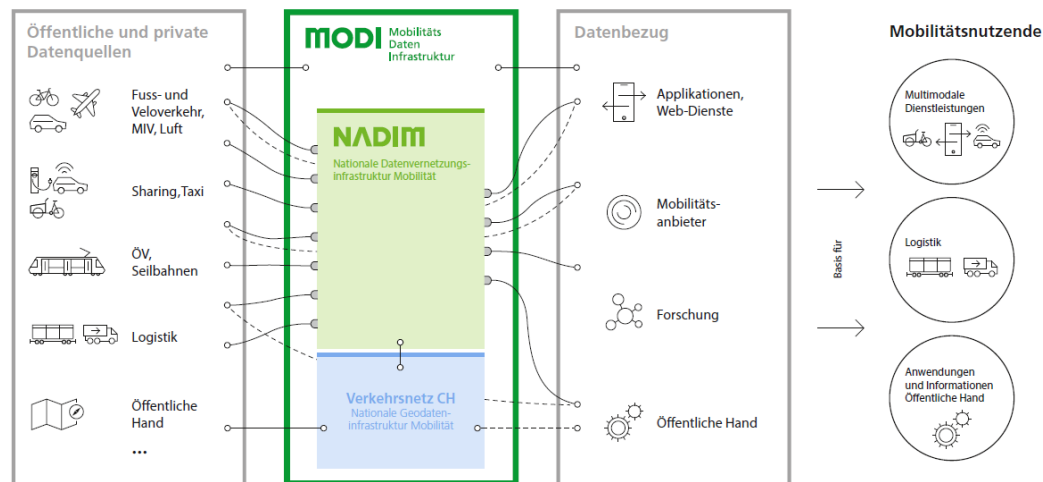 Öffentliche und private
Datenquellen
Fuss- und
Veloverkehr,
MIV, Luft
Sharing,Taxi
ÖV,
Seilbahnen
Logistik
Öffentliche
Hand
...
MODI
Mobilitäts
Daten
Infrastruktur
NADIM
Nationale Datenvernetzungs-
infrastruktur Mobilität
Verkehrsnetz CH
Nationale Geodaten-
infrastruktur Mobilität
Datenbezug
Applikationen,
Web-Dienste
Mobilitäts-
anbieter
Forschung
Öffentliche Hand
Basis für
Mobilitätsnutzende
Multimodale
Dienstleistungen
Logistik
Anwendungen
und Informationen
Öffentliche Hand